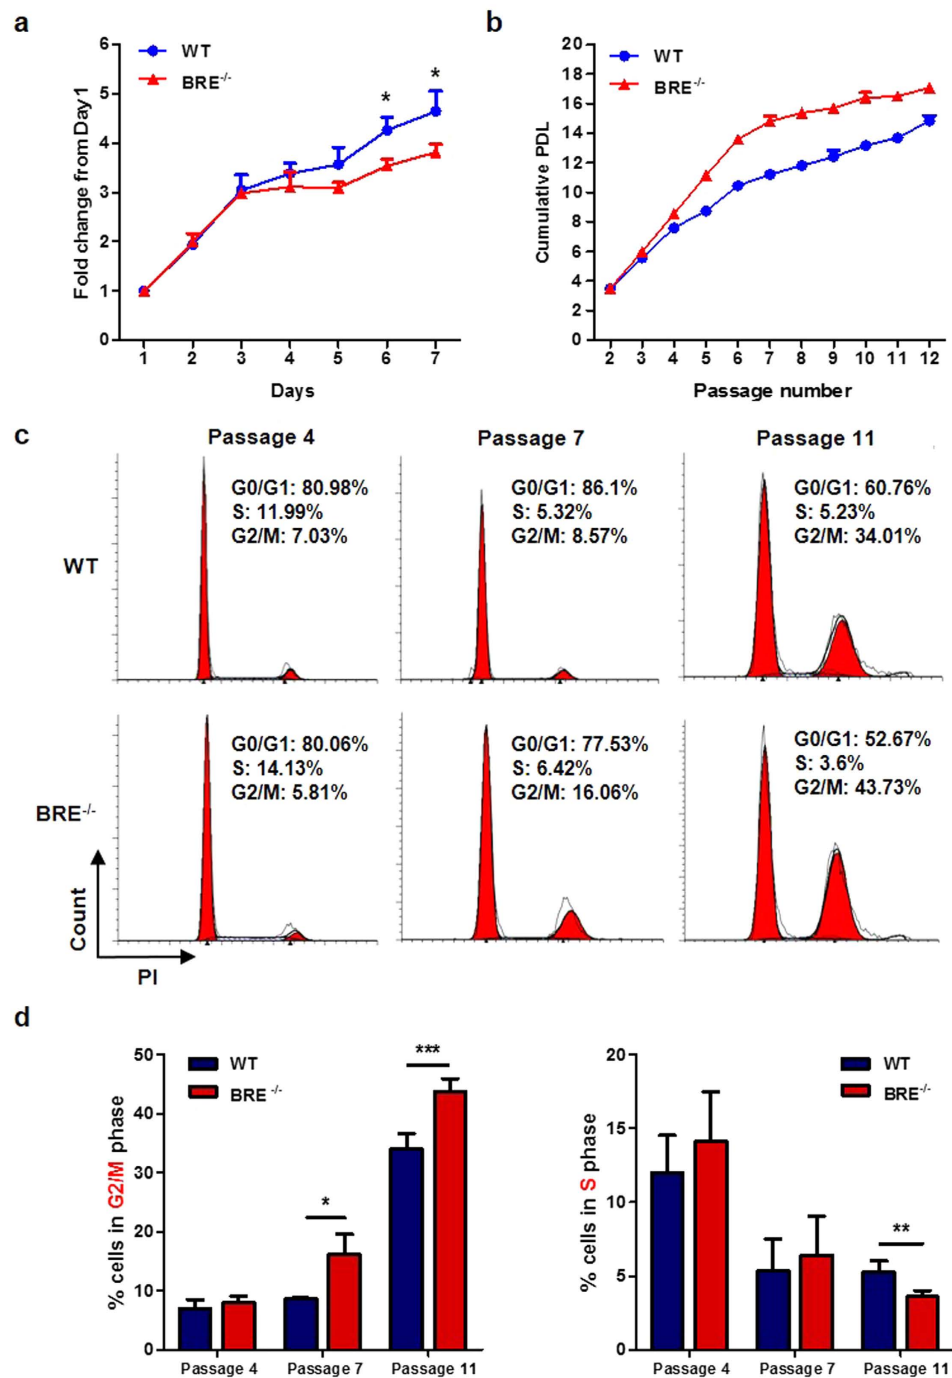 a
WT
BRE-/-
Fold change from Day1
6
5
4
3
2
1
0
*
*
1 2 3 4 5 6 7
Days
b
WT
BRE-/-
Cumulative PDL
20
18
16
14
12
10
8
6
4
2
0
2 3 4 5 6 7 8 9 10 11 12
Passage number
c
Passage 4 Passage 7 Passage 11
WT
G0/G1: 80.98%
S: 11.99%
G2/M: 7.03%
G0/G1: 86.1%
S: 5.32%
G2/M: 8.57%
G0/G1: 60.76%
S: 5.23%
G2/M: 34.01%
BRE-/-
G0/G1: 80.06%
S: 14.13%
G2/M: 5.81%
G0/G1: 77.53%
S: 6.42%
G2/M: 16.06%
G0/G1: 52.67%
S: 3.6%
G2/M: 43.73%
Count
PI
d
WT
BRE -/-
% cells in G2/M phase
50
40
30
20
10
0
*
***
Passage 4 Passage 7 Passage 11
WT
BRE-/-
% cells in S phase
20
15
10
5
0
**
Passage 4 Passage 7 Passage 11